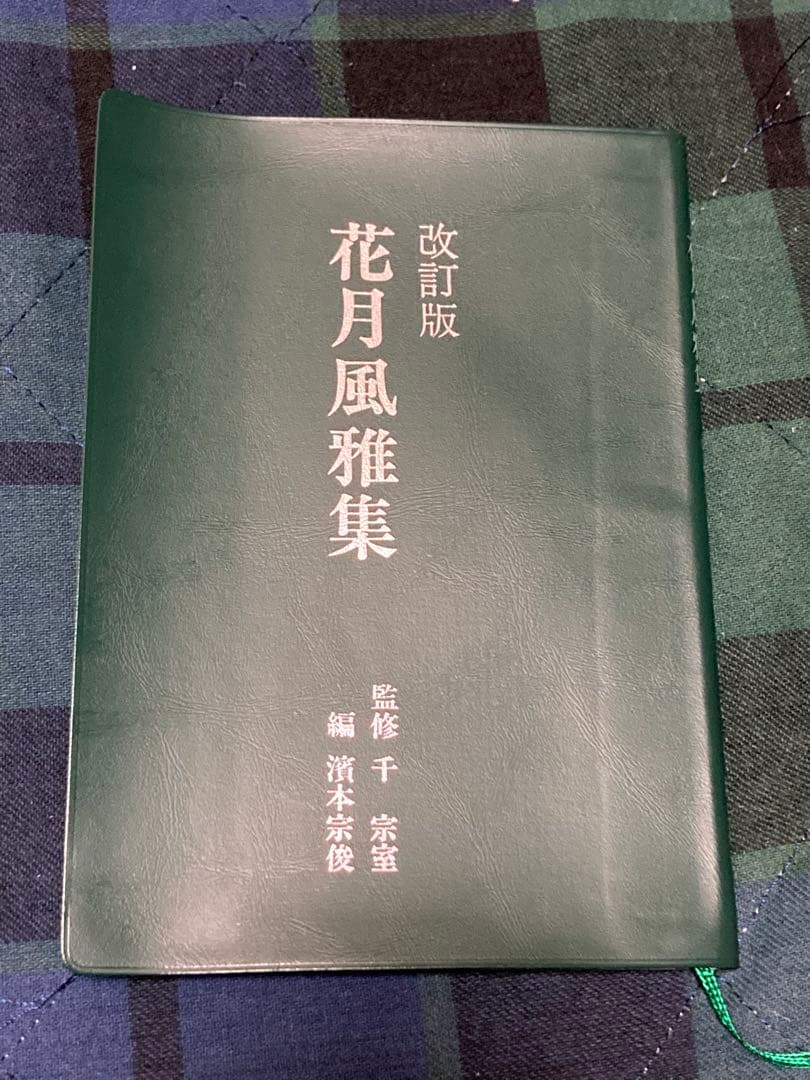 改訂版
花月風雅集
監修 千 宗室
編 濱本宗俊